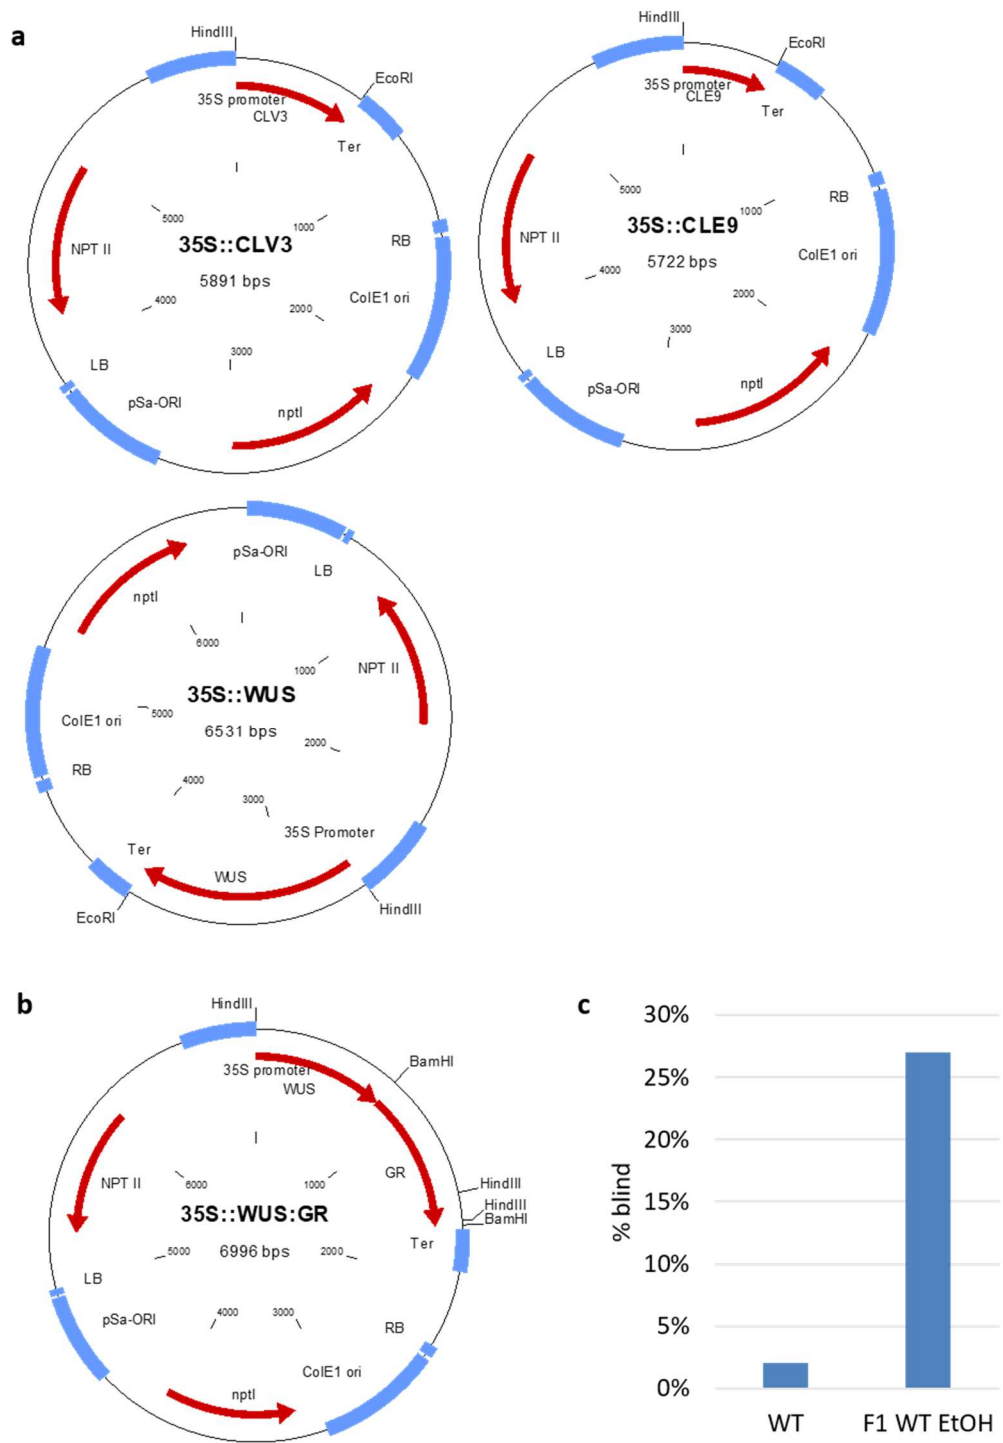 a
HindIII
EcoRI
35S promoter
CLV3
Ter
5000
1000
RB
NPT II
35S::CLV3
5891 bps
ColE1 ori
4000
2000
3000
LB
pSa-ORI
nptI
HindIII
EcoRI
35S promoter
CLE9
Ter
5000
1000
RB
NPT II
35S::CLE9
5722 bps
ColE1 ori
4000
2000
3000
LB
pSa-ORI
nptI
pSa-ORI
LB
nptI
6000
1000
NPT II
35S::WUS
6531 bps
ColE1 ori
5000
2000
RB
4000
3000
35S Promoter
Ter
WUS
EcoRI
HindIII
b
HindIII
BamHI
35S promoter
WUS
GR
6000
1000
NPT II
HindIII
HindIII
BamHI
35S::WUS:GR
6996 bps
5000
2000
Ter
LB
pSa-ORI
4000
3000
RB
ColE1 ori
nptI
c
30%
25%
20%
15%
10%
5%
0%
% blind
WT
F1 WT EtOH